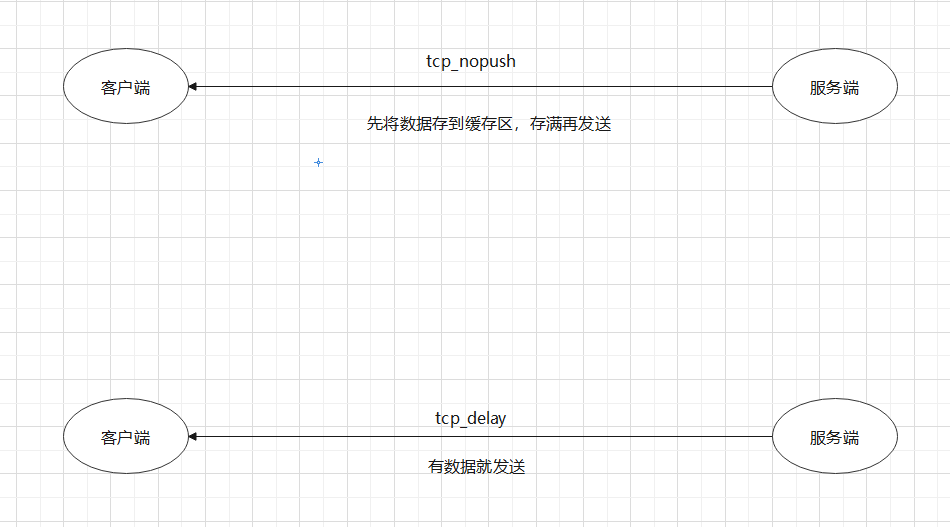 tcp_nopush
客户端
服务端
先将数据存到缓存区，存满再发送
tcp_delay
客户端
服务端
有数据就发送